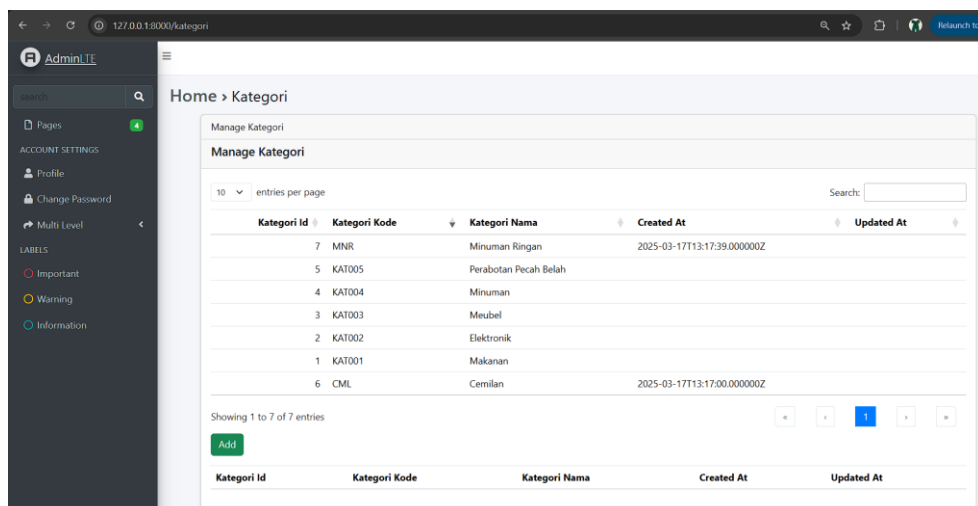 127.0.0.1:8000/kategori
Relaunch to
AdminLTE
search
Pages 4
ACCOUNT SETTINGS
Profile
Change Password
Multi Level
LABELS
Important
Warning
Information
Home › Kategori
Manage Kategori
Manage Kategori
10 entries per page Search:
Kategori Id Kategori Kode Kategori Nama Created At Updated At
7 MNR Minuman Ringan 2025-03-17T13:17:39.000000Z
5 KAT005 Perabotan Pecah Belah
4 KAT004 Minuman
3 KAT003 Meubel
2 KAT002 Elektronik
1 KAT001 Makanan
6 CML Cemilan 2025-03-17T13:17:00.000000Z
Showing 1 to 7 of 7 entries « ‹ 1 › »
Add
Kategori Id Kategori Kode Kategori Nama Created At Updated At